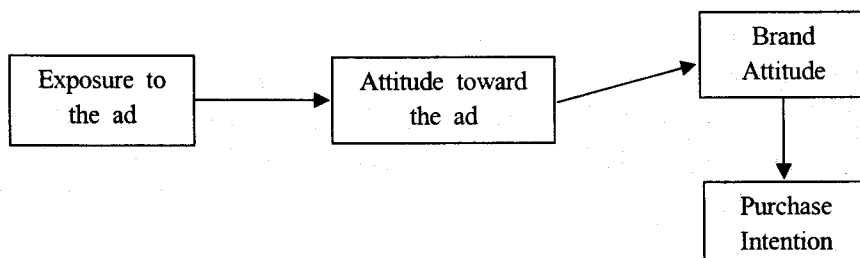 Exposure to
the ad
Attitude toward
the ad
Brand
Attitude
Purchase
Intention